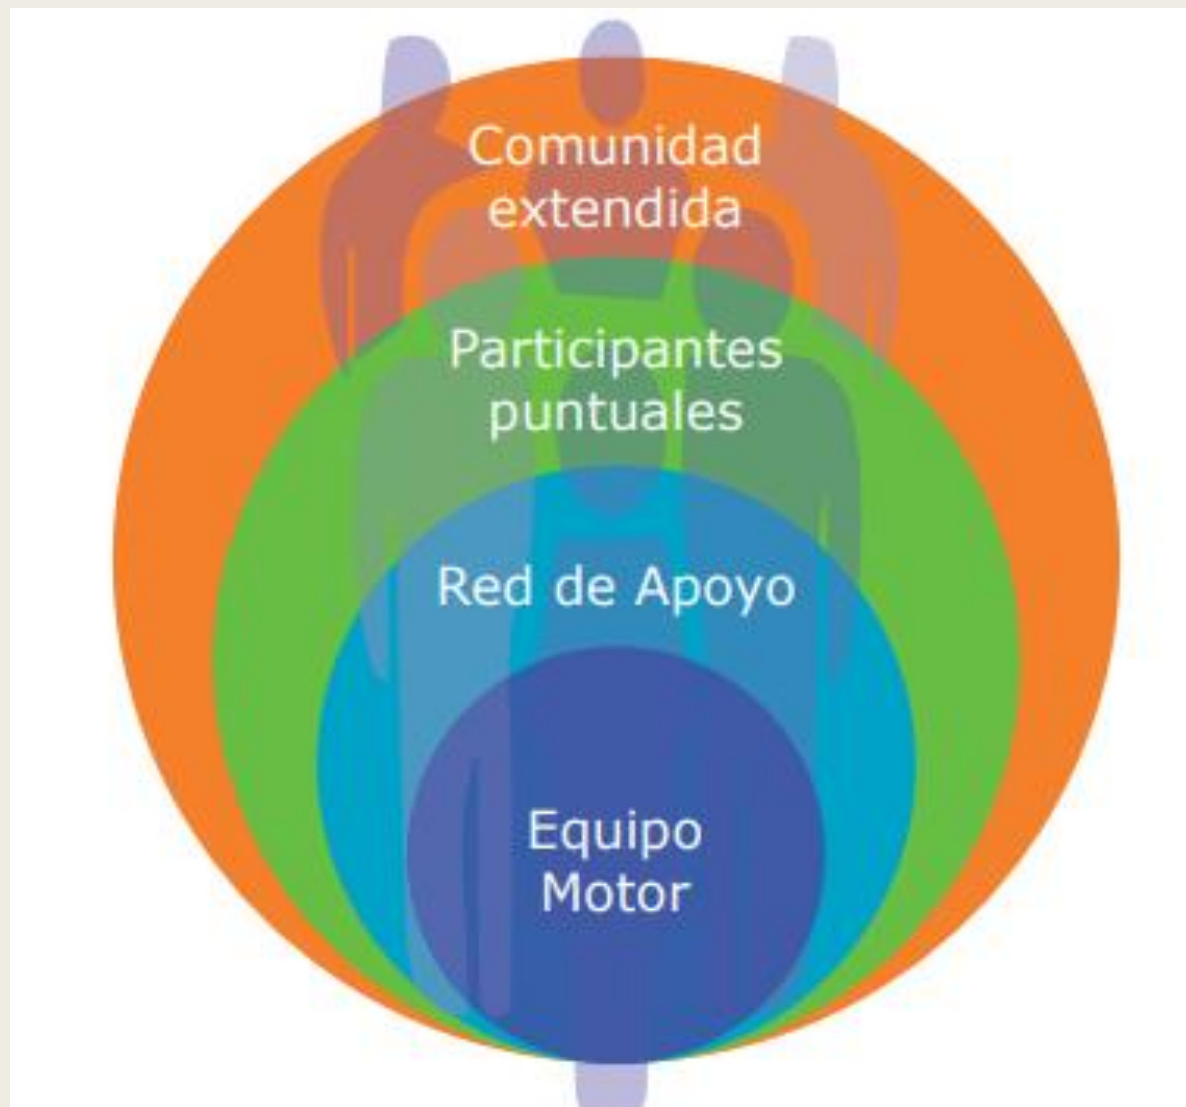 Comunidad
extendida
Participantes
puntuales
Red de Apoyo
Equipo
Motor